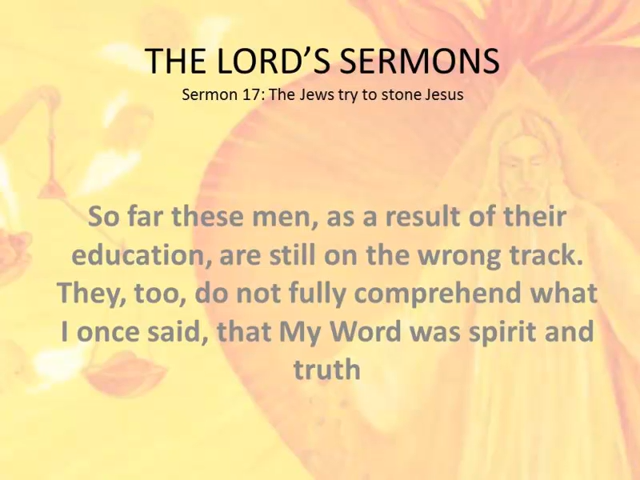 THE LORD’S SERMONS
Sermon 17: The Jews try to stone Jesus
So far these men, as a result of their
education, are still on the wrong track.
They, too, do not fully comprehend what
I once said, that My Word was spirit and
truth